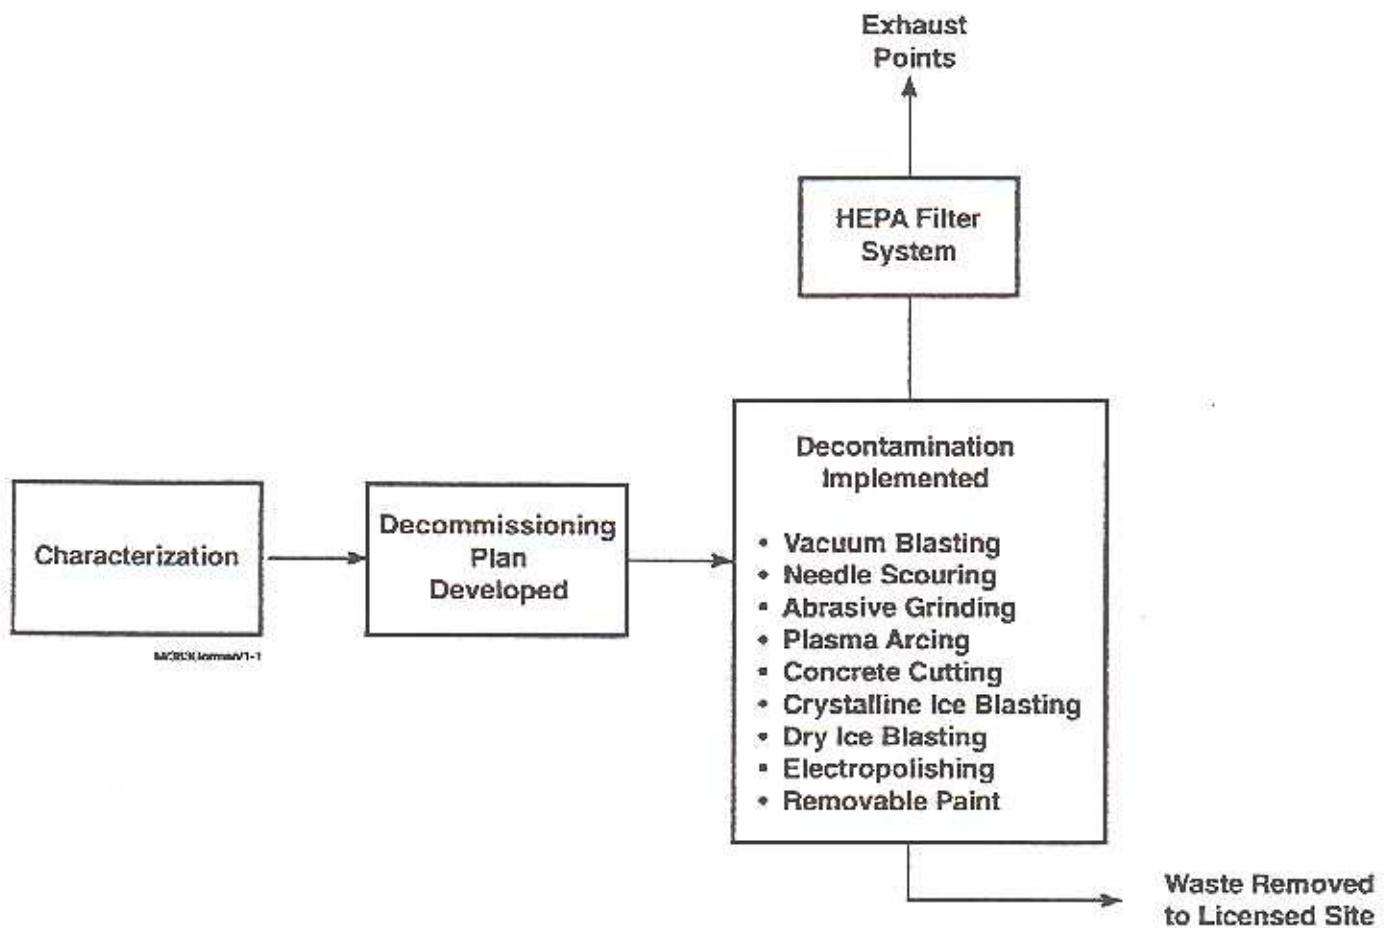 Exhaust
Points
HEPA Filter
System
Decontamination
Implemented
• Vacuum Blasting
• Needle Scouring
• Abrasive Grinding
• Plasma Arcing
• Concrete Cutting
• Crystalline Ice Blasting
• Dry Ice Blasting
• Electropolishing
• Removable Paint
Characterization
Decommissioning
Plan
Developed
Waste Removed
to Licensed Site